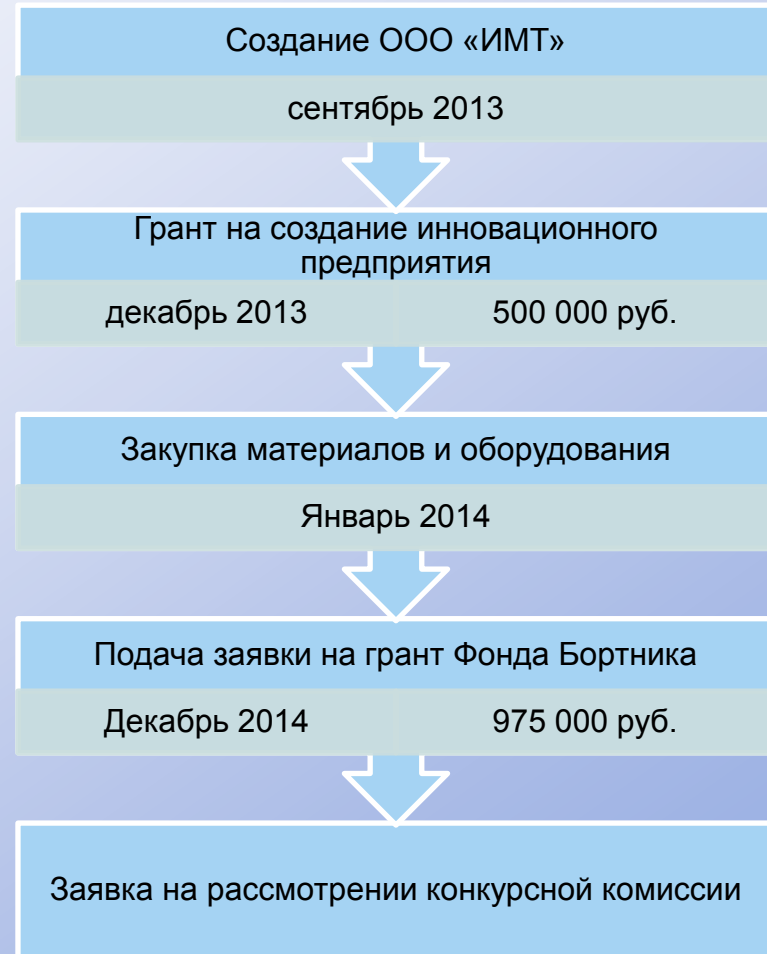 Создание ООО «ИМТ»
сентябрь 2013
Грант на создание инновационного
предприятия
декабрь 2013 500 000 руб.
Закупка материалов и оборудования
Январь 2014
Подача заявки на грант Фонда Бортника
Декабрь 2014 975 000 руб.
Заявка на рассмотрении конкурсной комиссии